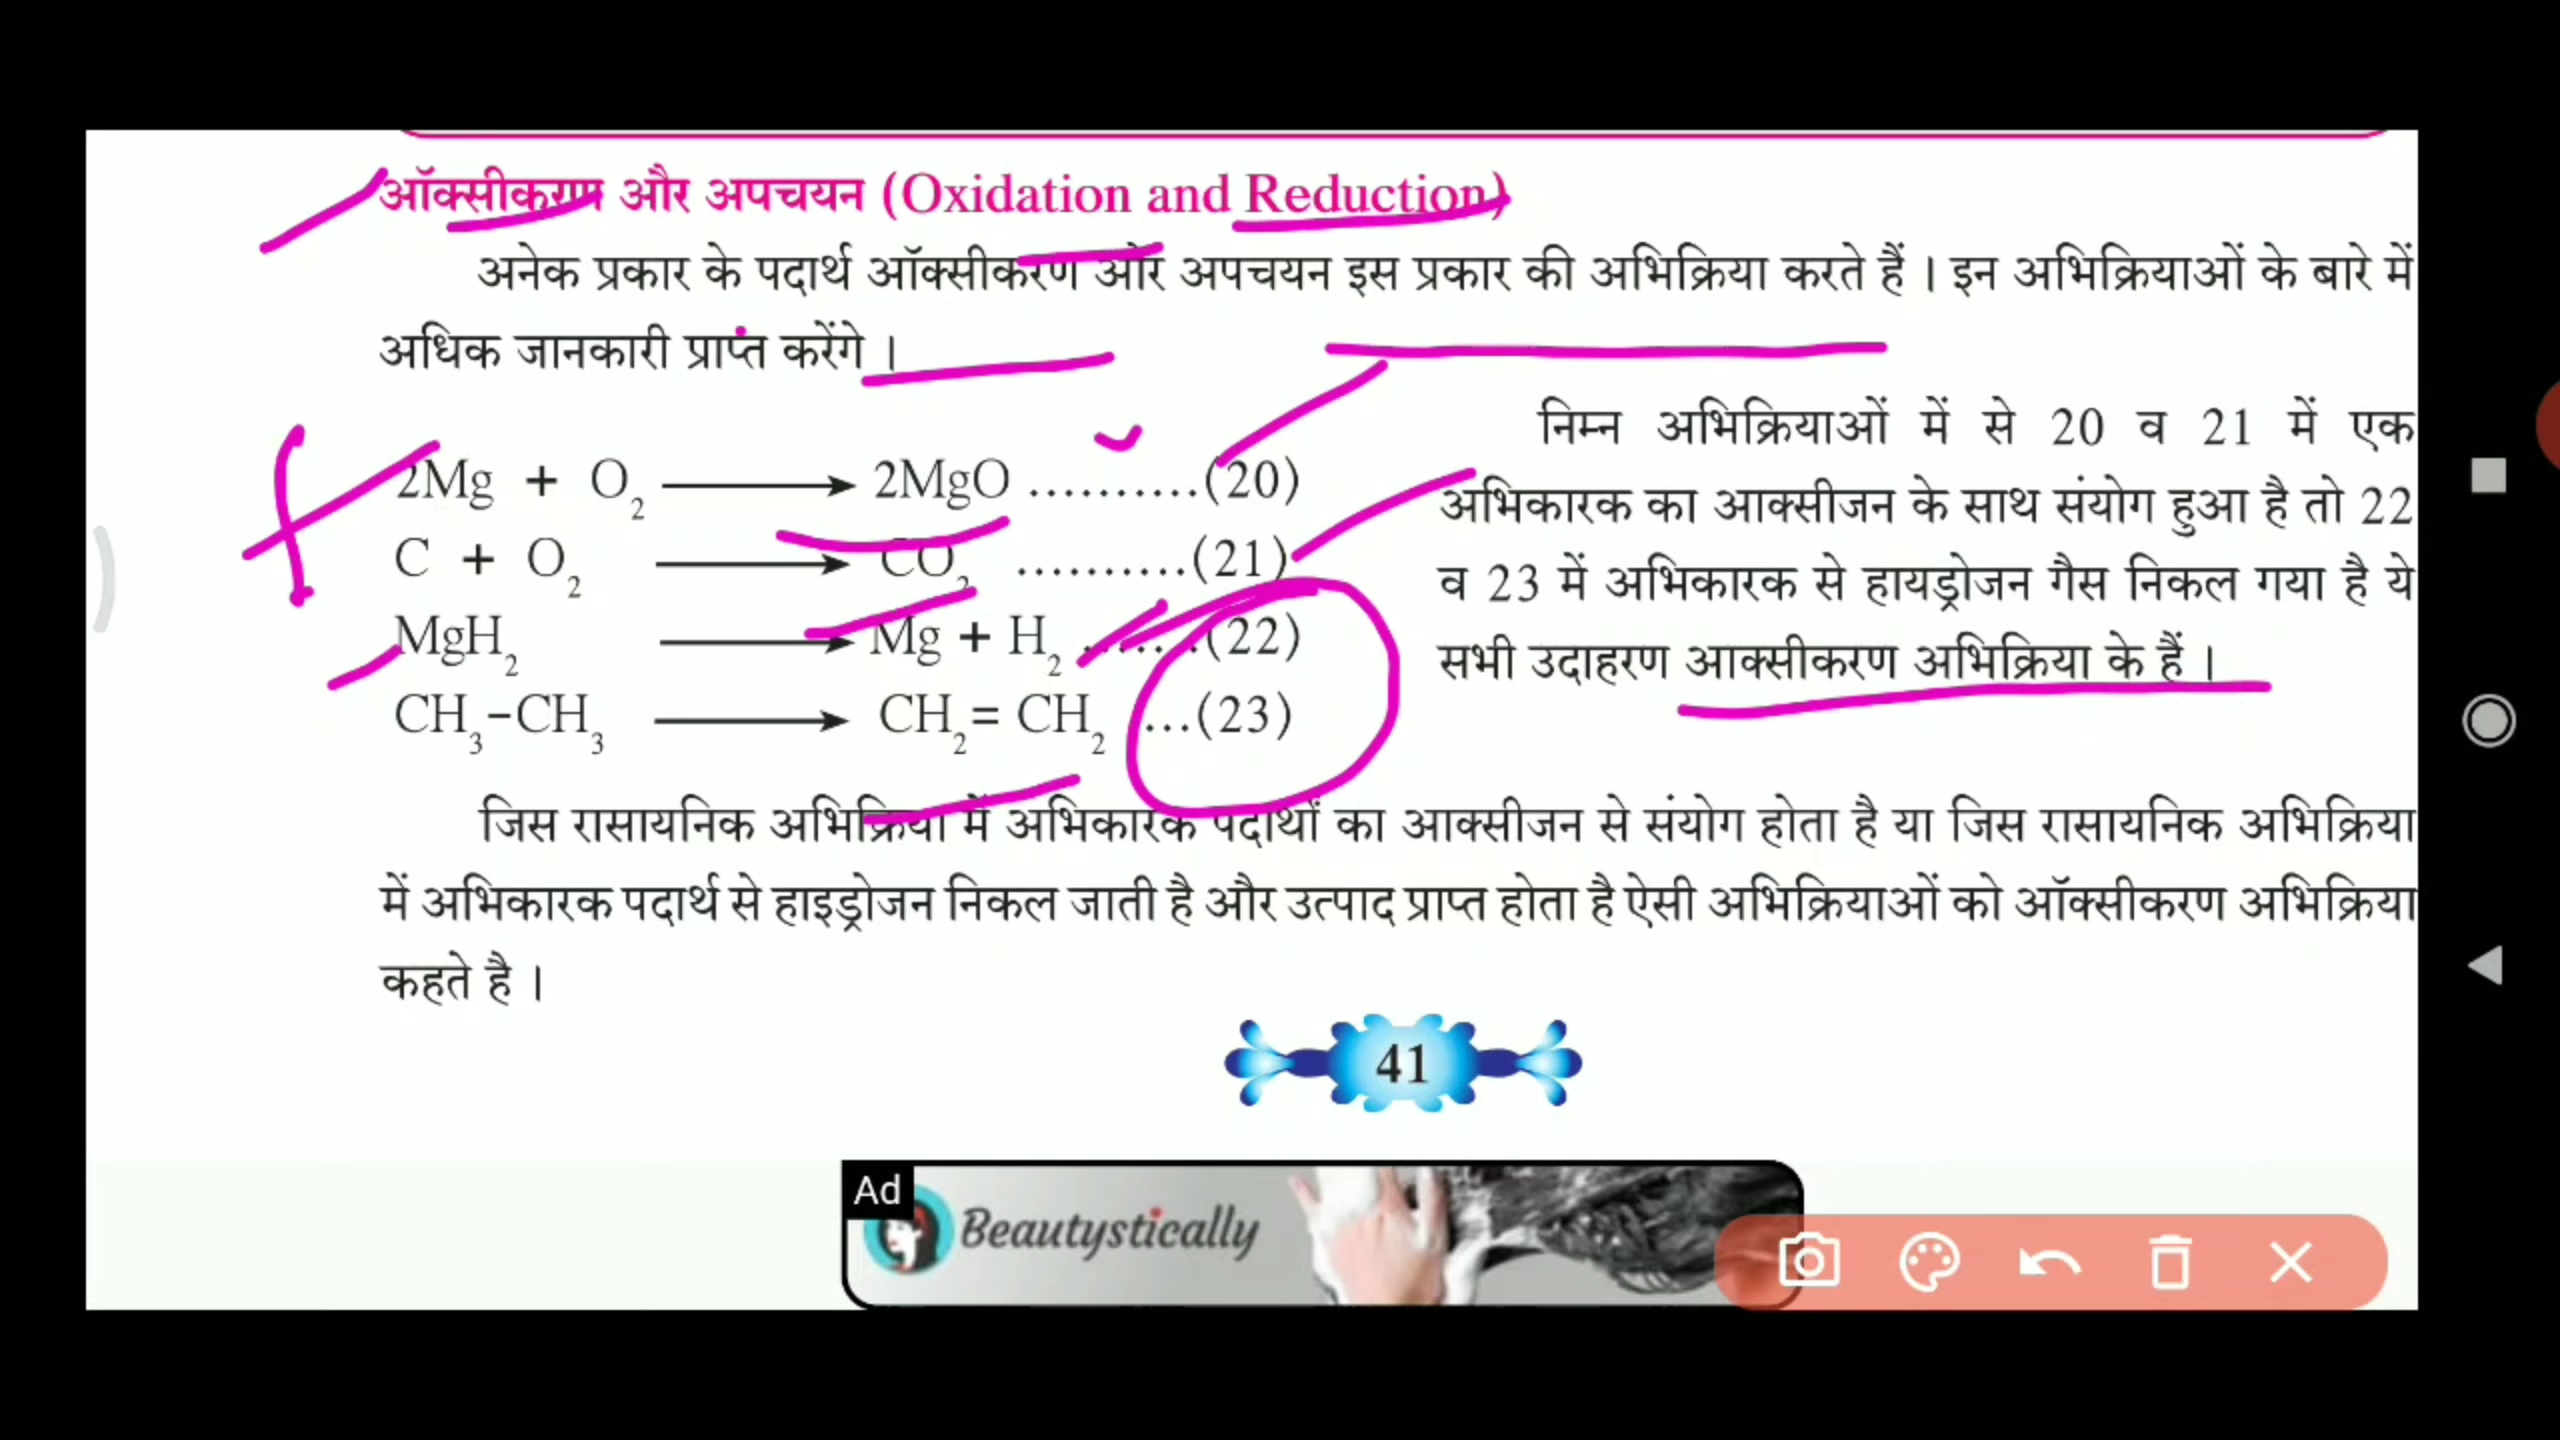 ऑक्सीकरण और अपचयन (Oxidation and Reduction)
अनेक प्रकार के पदार्थ ऑक्सीकरण और अपचयन इस प्रकार की अभिक्रिया करते हैं । इन अभिक्रियाओं के बारे में
अधिक जानकारी प्राप्त करेंगे ।
2Mg + O₂ ⟶ 2MgO ..........(20)
C + O₂ ⟶ CO₂ ..........(21)
MgH₂ ⟶ Mg + H₂ .......(22)
CH₃-CH₃ ⟶ CH₂= CH₂ ...(23)
निम्न अभिक्रियाओं में से 20 व 21 में एक
अभिकारक का आक्सीजन के साथ संयोग हुआ है तो 22
व 23 में अभिकारक से हायड्रोजन गैस निकल गया है ये
सभी उदाहरण आक्सीकरण अभिक्रिया के हैं ।
जिस रासायनिक अभिक्रिया में अभिकारक पदार्थों का आक्सीजन से संयोग होता है या जिस रासायनिक अभिक्रिया
में अभिकारक पदार्थ से हाइड्रोजन निकल जाती है और उत्पाद प्राप्त होता है ऐसी अभिक्रियाओं को ऑक्सीकरण अभिक्रिया
कहते है ।
41
Ad
Beautystically